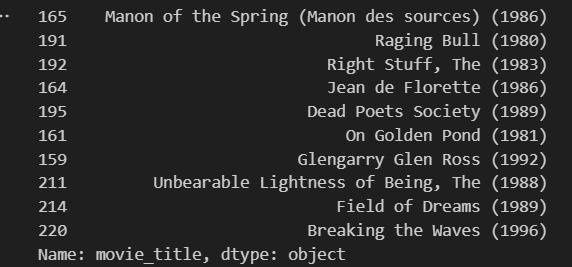 165 Manon of the Spring (Manon des sources) (1986)
191 Raging Bull (1980)
192 Right Stuff, The (1983)
164 Jean de Florette (1986)
195 Dead Poets Society (1989)
161 On Golden Pond (1981)
159 Glengarry Glen Ross (1992)
211 Unbearable Lightness of Being, The (1988)
214 Field of Dreams (1989)
220 Breaking the Waves (1996)
Name: movie_title, dtype: object